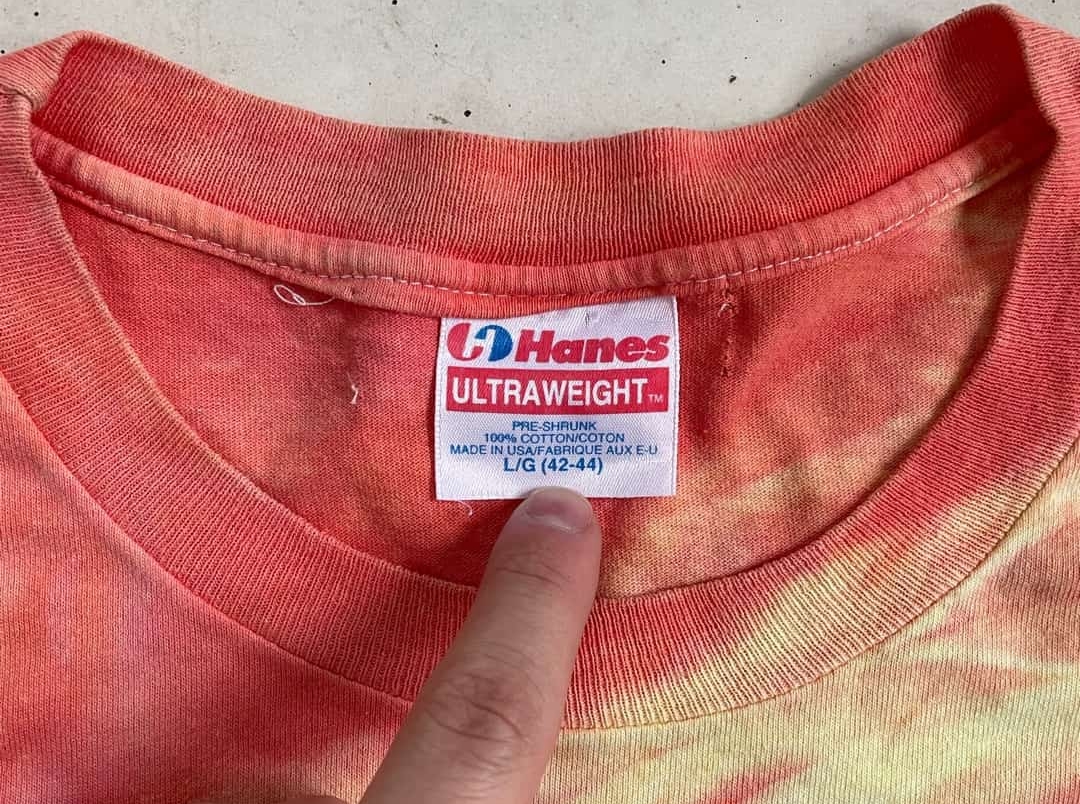 Hanes
ULTRAWEIGHT™
PRE-SHRUNK
100% COTTON/COTON
MADE IN USA/FABRIQUE AUX E-U
L/G (42-44)